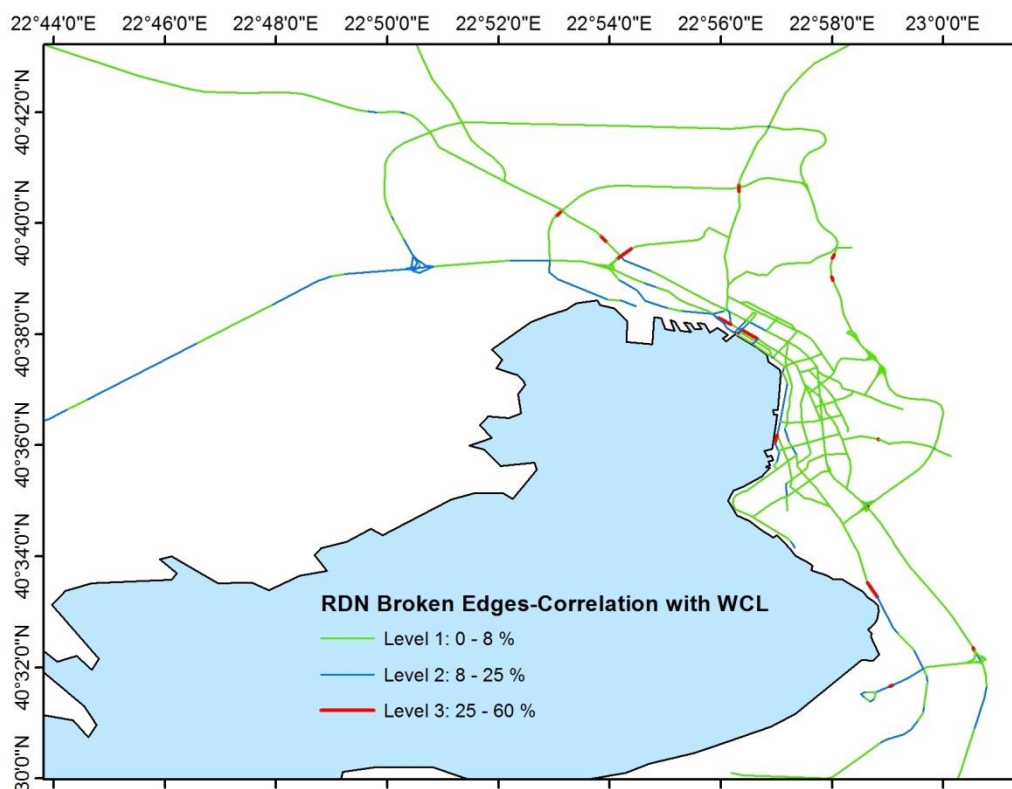 22°44'0"E 22°46'0"E 22°48'0"E 22°50'0"E 22°52'0"E 22°54'0"E 22°56'0"E 22°58'0"E 23°0'0"E
40°42'0"N
40°40'0"N
40°38'0"N
40°36'0"N
40°34'0"N
40°32'0"N
30'0"N
RDN Broken Edges-Correlation with WCL
Level 1: 0 - 8 %
Level 2: 8 - 25 %
Level 3: 25 - 60 %